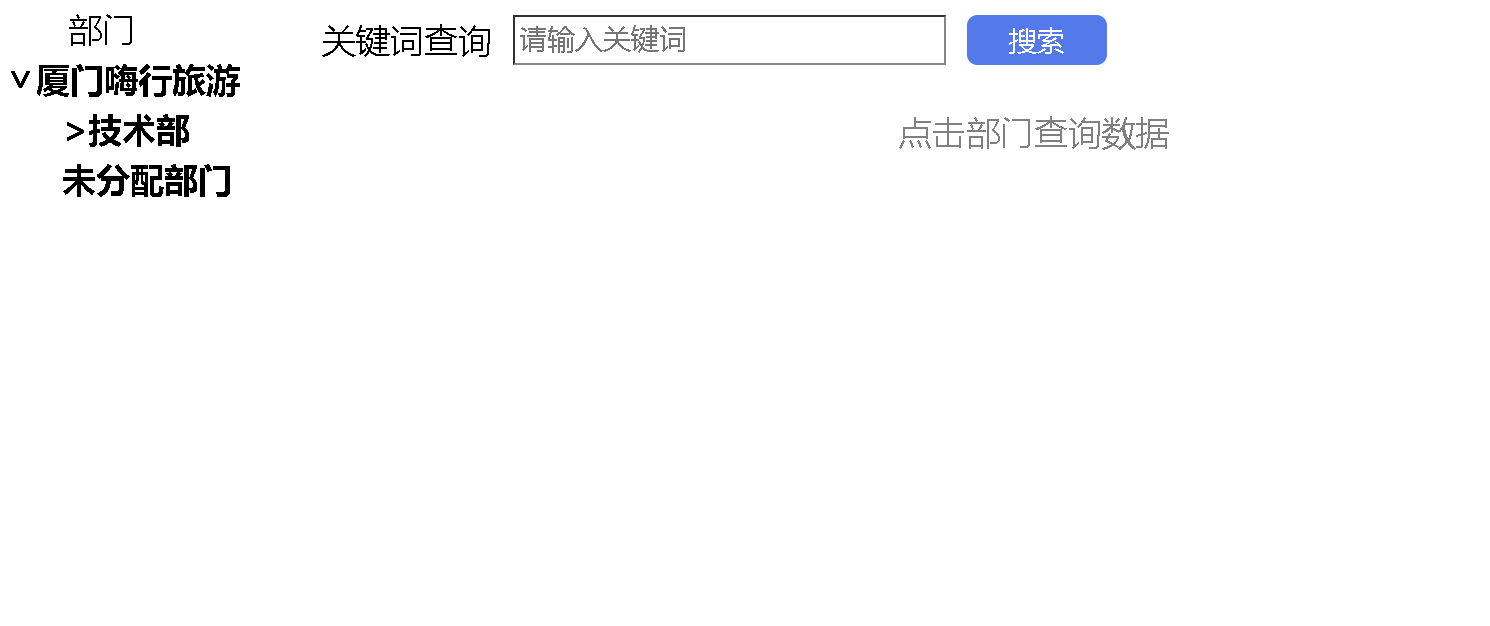 部门
˅厦门嗨行旅游
>技术部
未分配部门
关键词查询 请输入关键词 搜索
点击部门查询数据